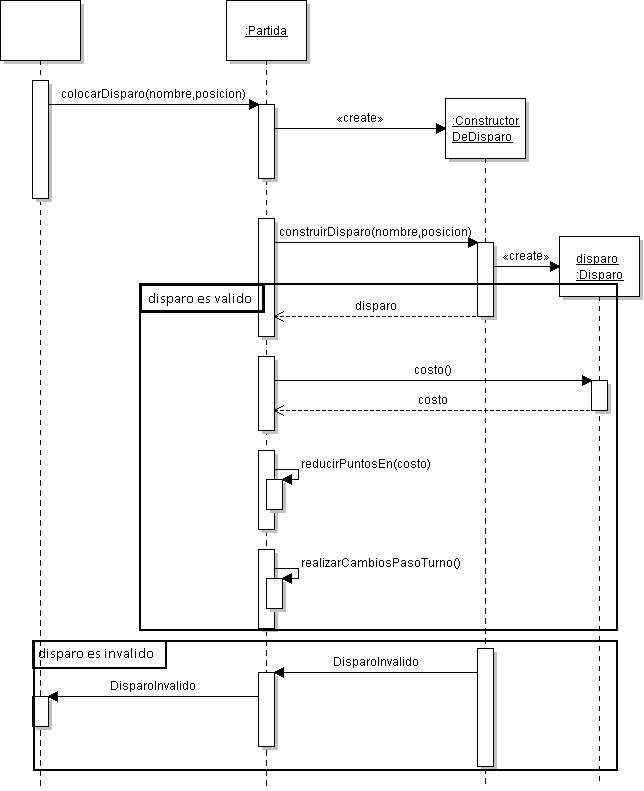 :Partida
colocarDisparo(nombre,posicion)
«create»
:Constructor
DeDisparo
construirDisparo(nombre,posicion)
«create»
disparo
:Disparo
disparo es valido
disparo
costo()
costo
reducirPuntosEn(costo)
realizarCambiosPasoTurno()
disparo es invalido
DisparoInvalido
DisparoInvalido